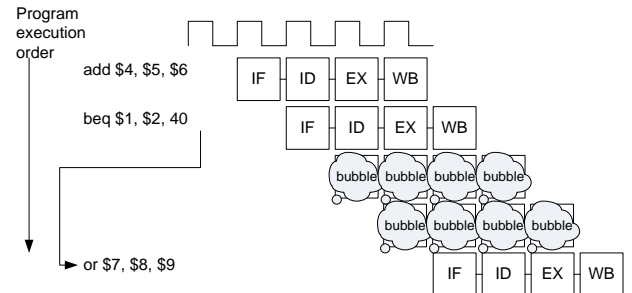 Program
execution
order
add $4, $5, $6
IF ID EX WB
beq $1, $2, 40
IF ID EX WB
bubble bubble bubble bubble
bubble bubble bubble bubble
or $7, $8, $9
IF ID EX WB